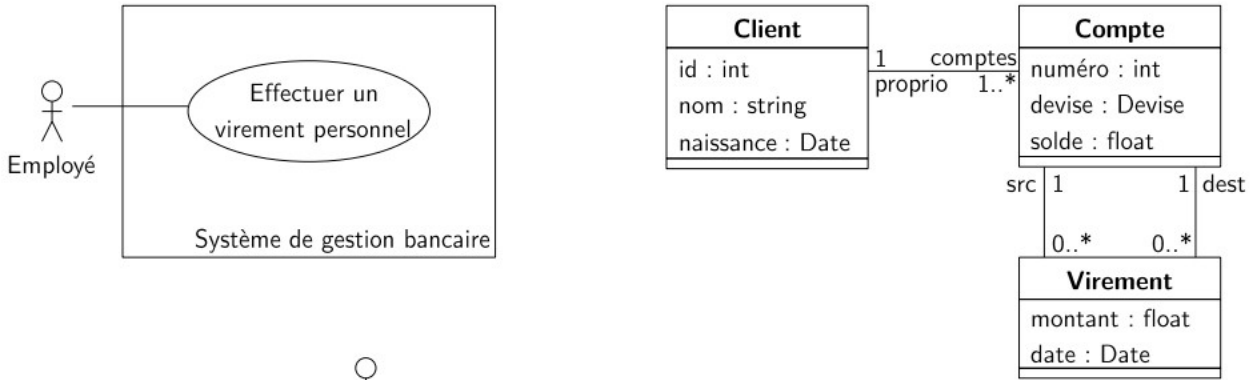 Employé
Effectuer un
virement personnel
Système de gestion bancaire
Client
id : int
nom : string
naissance : Date
1 comptes
proprio 1..*
Compte
numéro : int
devise : Devise
solde : float
src 1
1 dest
0..* 0..*
Virement
montant : float
date : Date